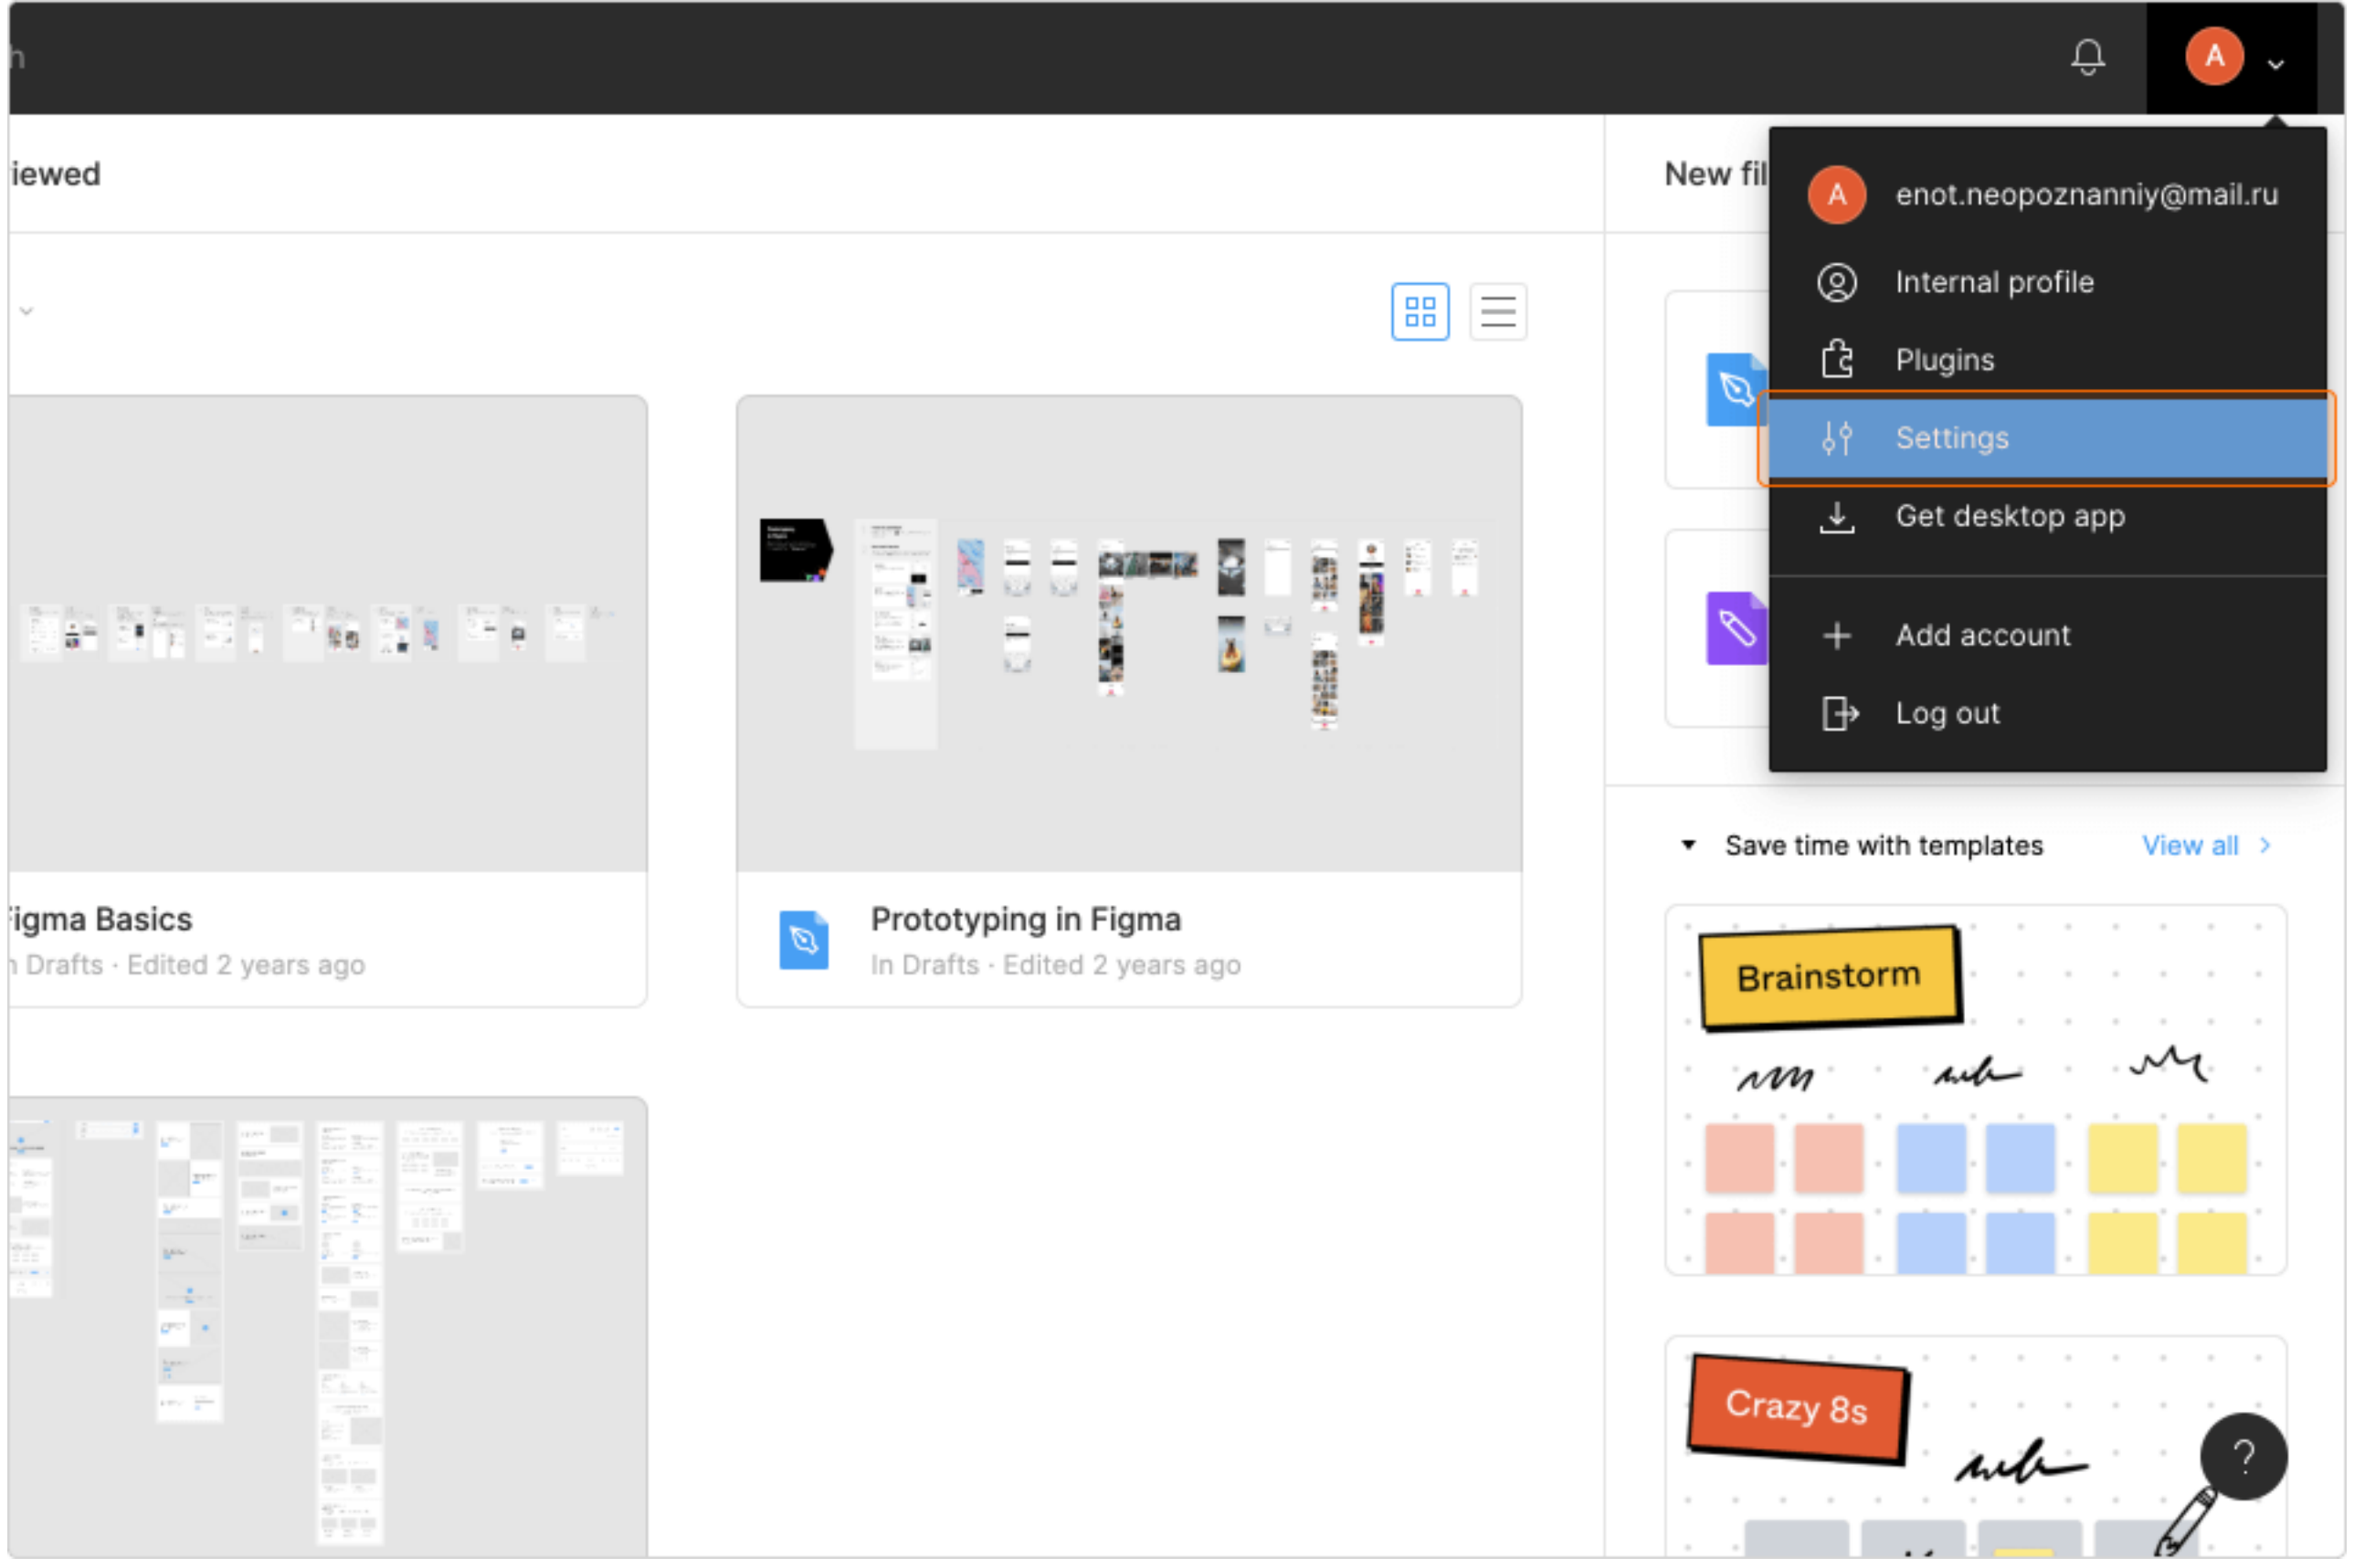 h
A
iewed
New fil
A
enot.neopoznanniy@mail.ru
Internal profile
Plugins
Settings
Get desktop app
Add account
Log out
Save time with templates
View all
Figma Basics
n Drafts · Edited 2 years ago
Prototyping in Figma
In Drafts · Edited 2 years ago
Brainstorm
Crazy 8s
?